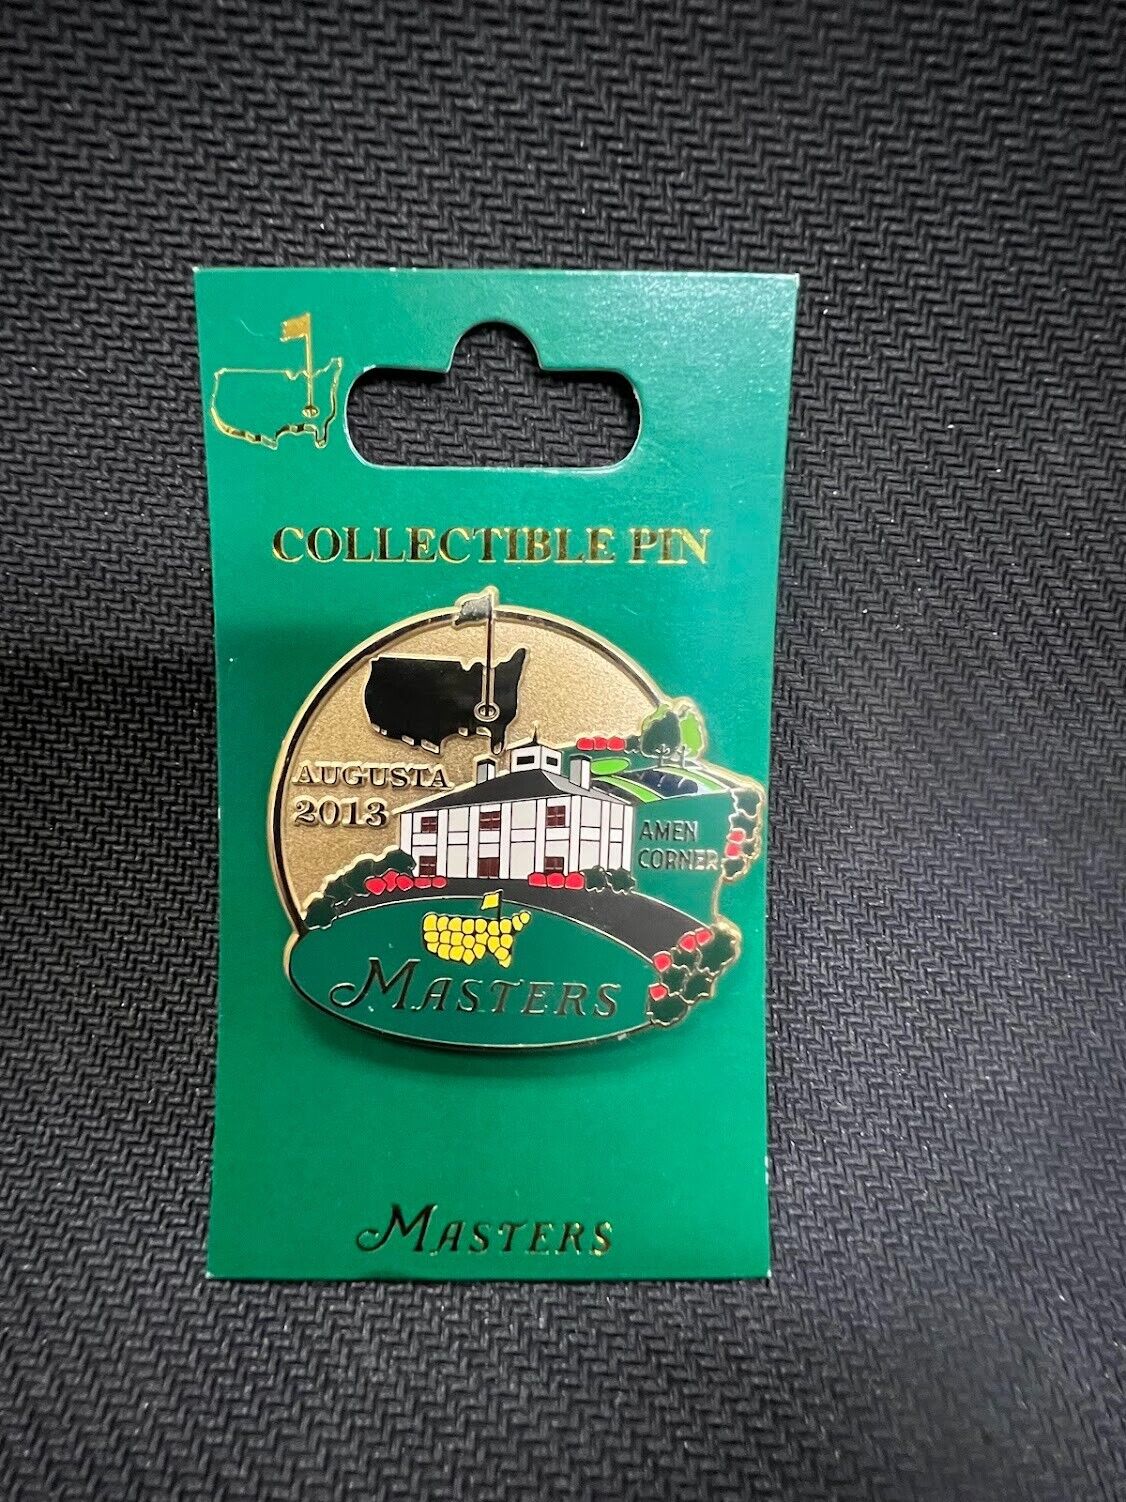 COLLECTIBLE PIN
AUGUSTA
2013
AMEN
CORNER
MASTERS
MASTERS